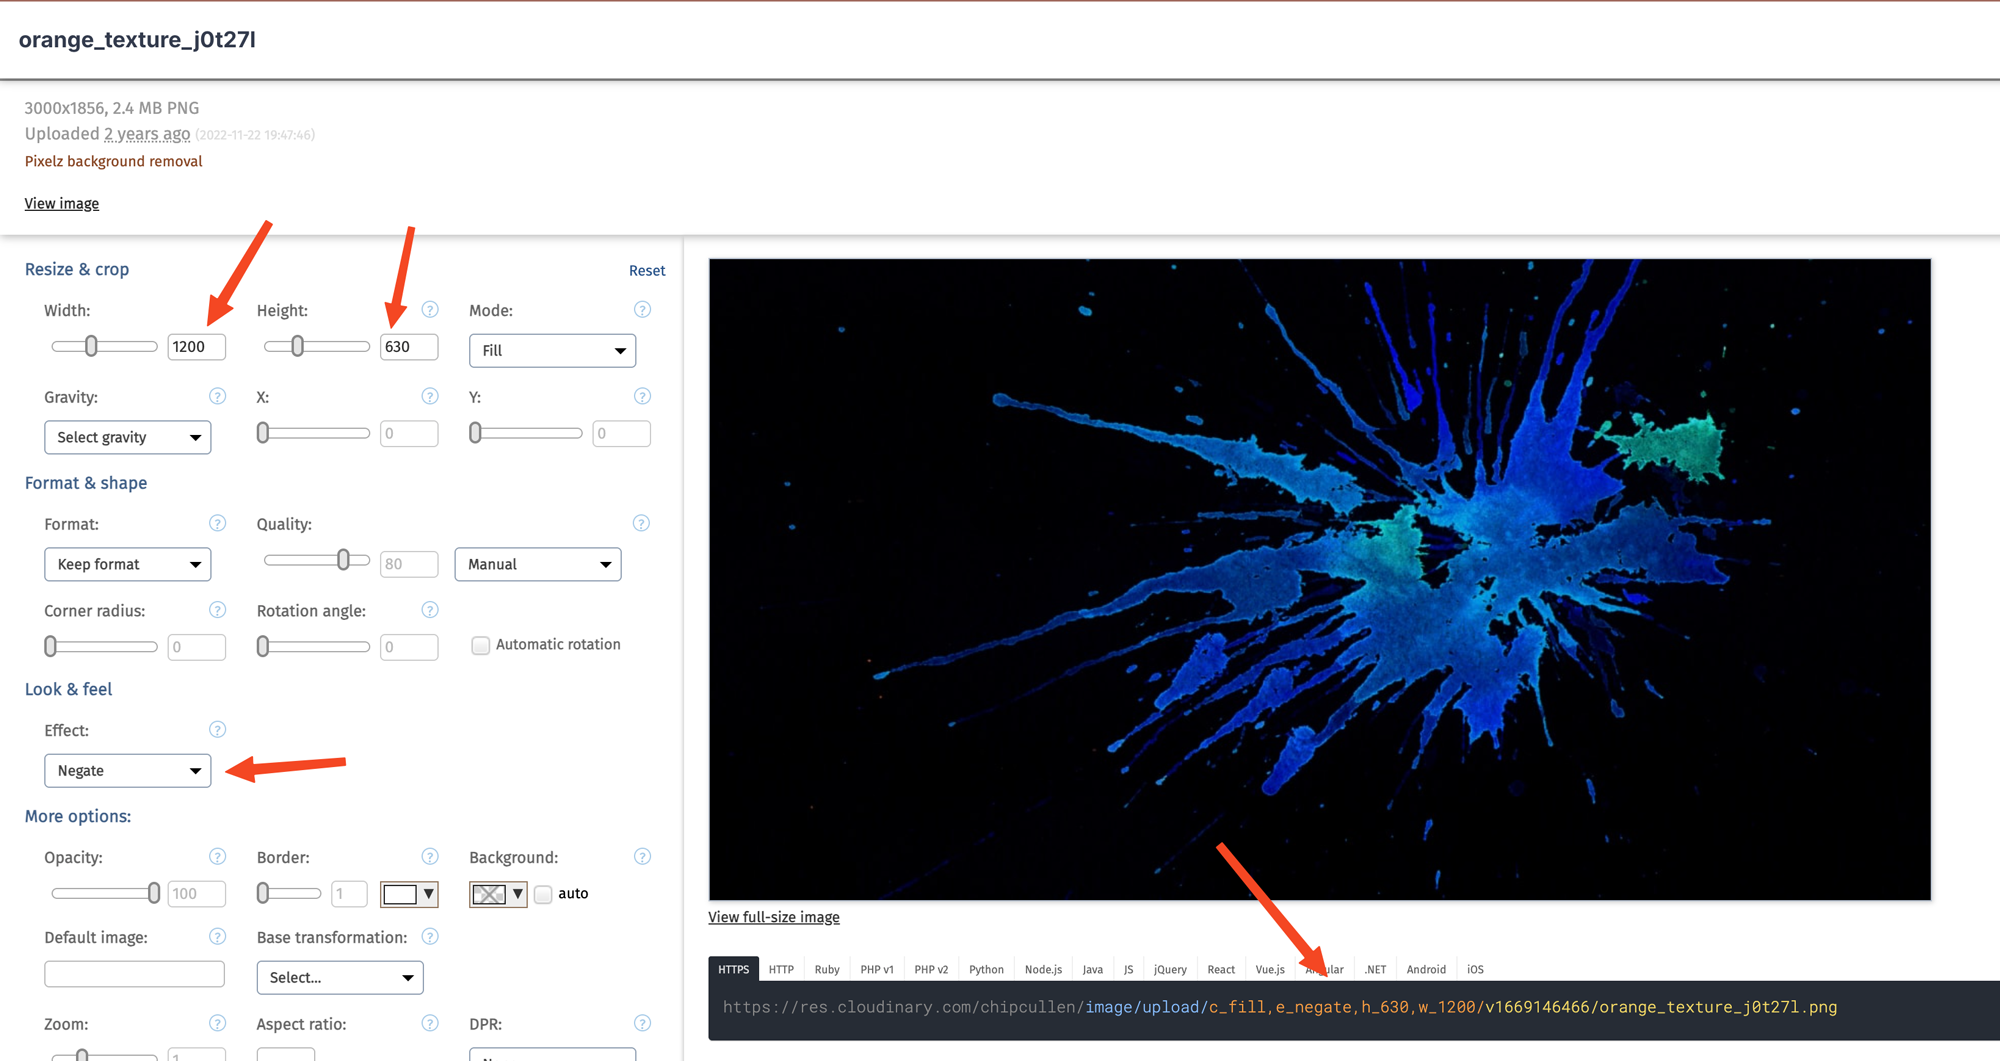 orange_texture_j0t27l
3000x1856, 2.4 MB PNG
Uploaded 2 years ago (2022-11-22 19:47:46)
Pixelz background removal
View image
Resize & crop
Reset
Width:
Height:
?
Mode:
?
1200
630
Fill
Gravity:
?
X:
?
Y:
?
Select gravity
0
0
Format & shape
Format:
?
Quality:
?
Keep format
80
Manual
Corner radius:
?
Rotation angle:
?
0
0
Automatic rotation
Look & feel
Effect:
?
Negate
More options:
Opacity:
?
Border:
?
Background:
?
100
1
auto
Default image:
?
Base transformation:
?
Select...
Zoom:
?
Aspect ratio:
?
DPR:
?
1
View full-size image
HTTPS HTTP Ruby PHP v1 PHP v2 Python Node.js Java JS jQuery React Vue.js Angular .NET Android iOS
https://res.cloudinary.com/chipcullen/image/upload/c_fill,e_negate,h_630,w_1200/v1669146466/orange_texture_j0t27l.png